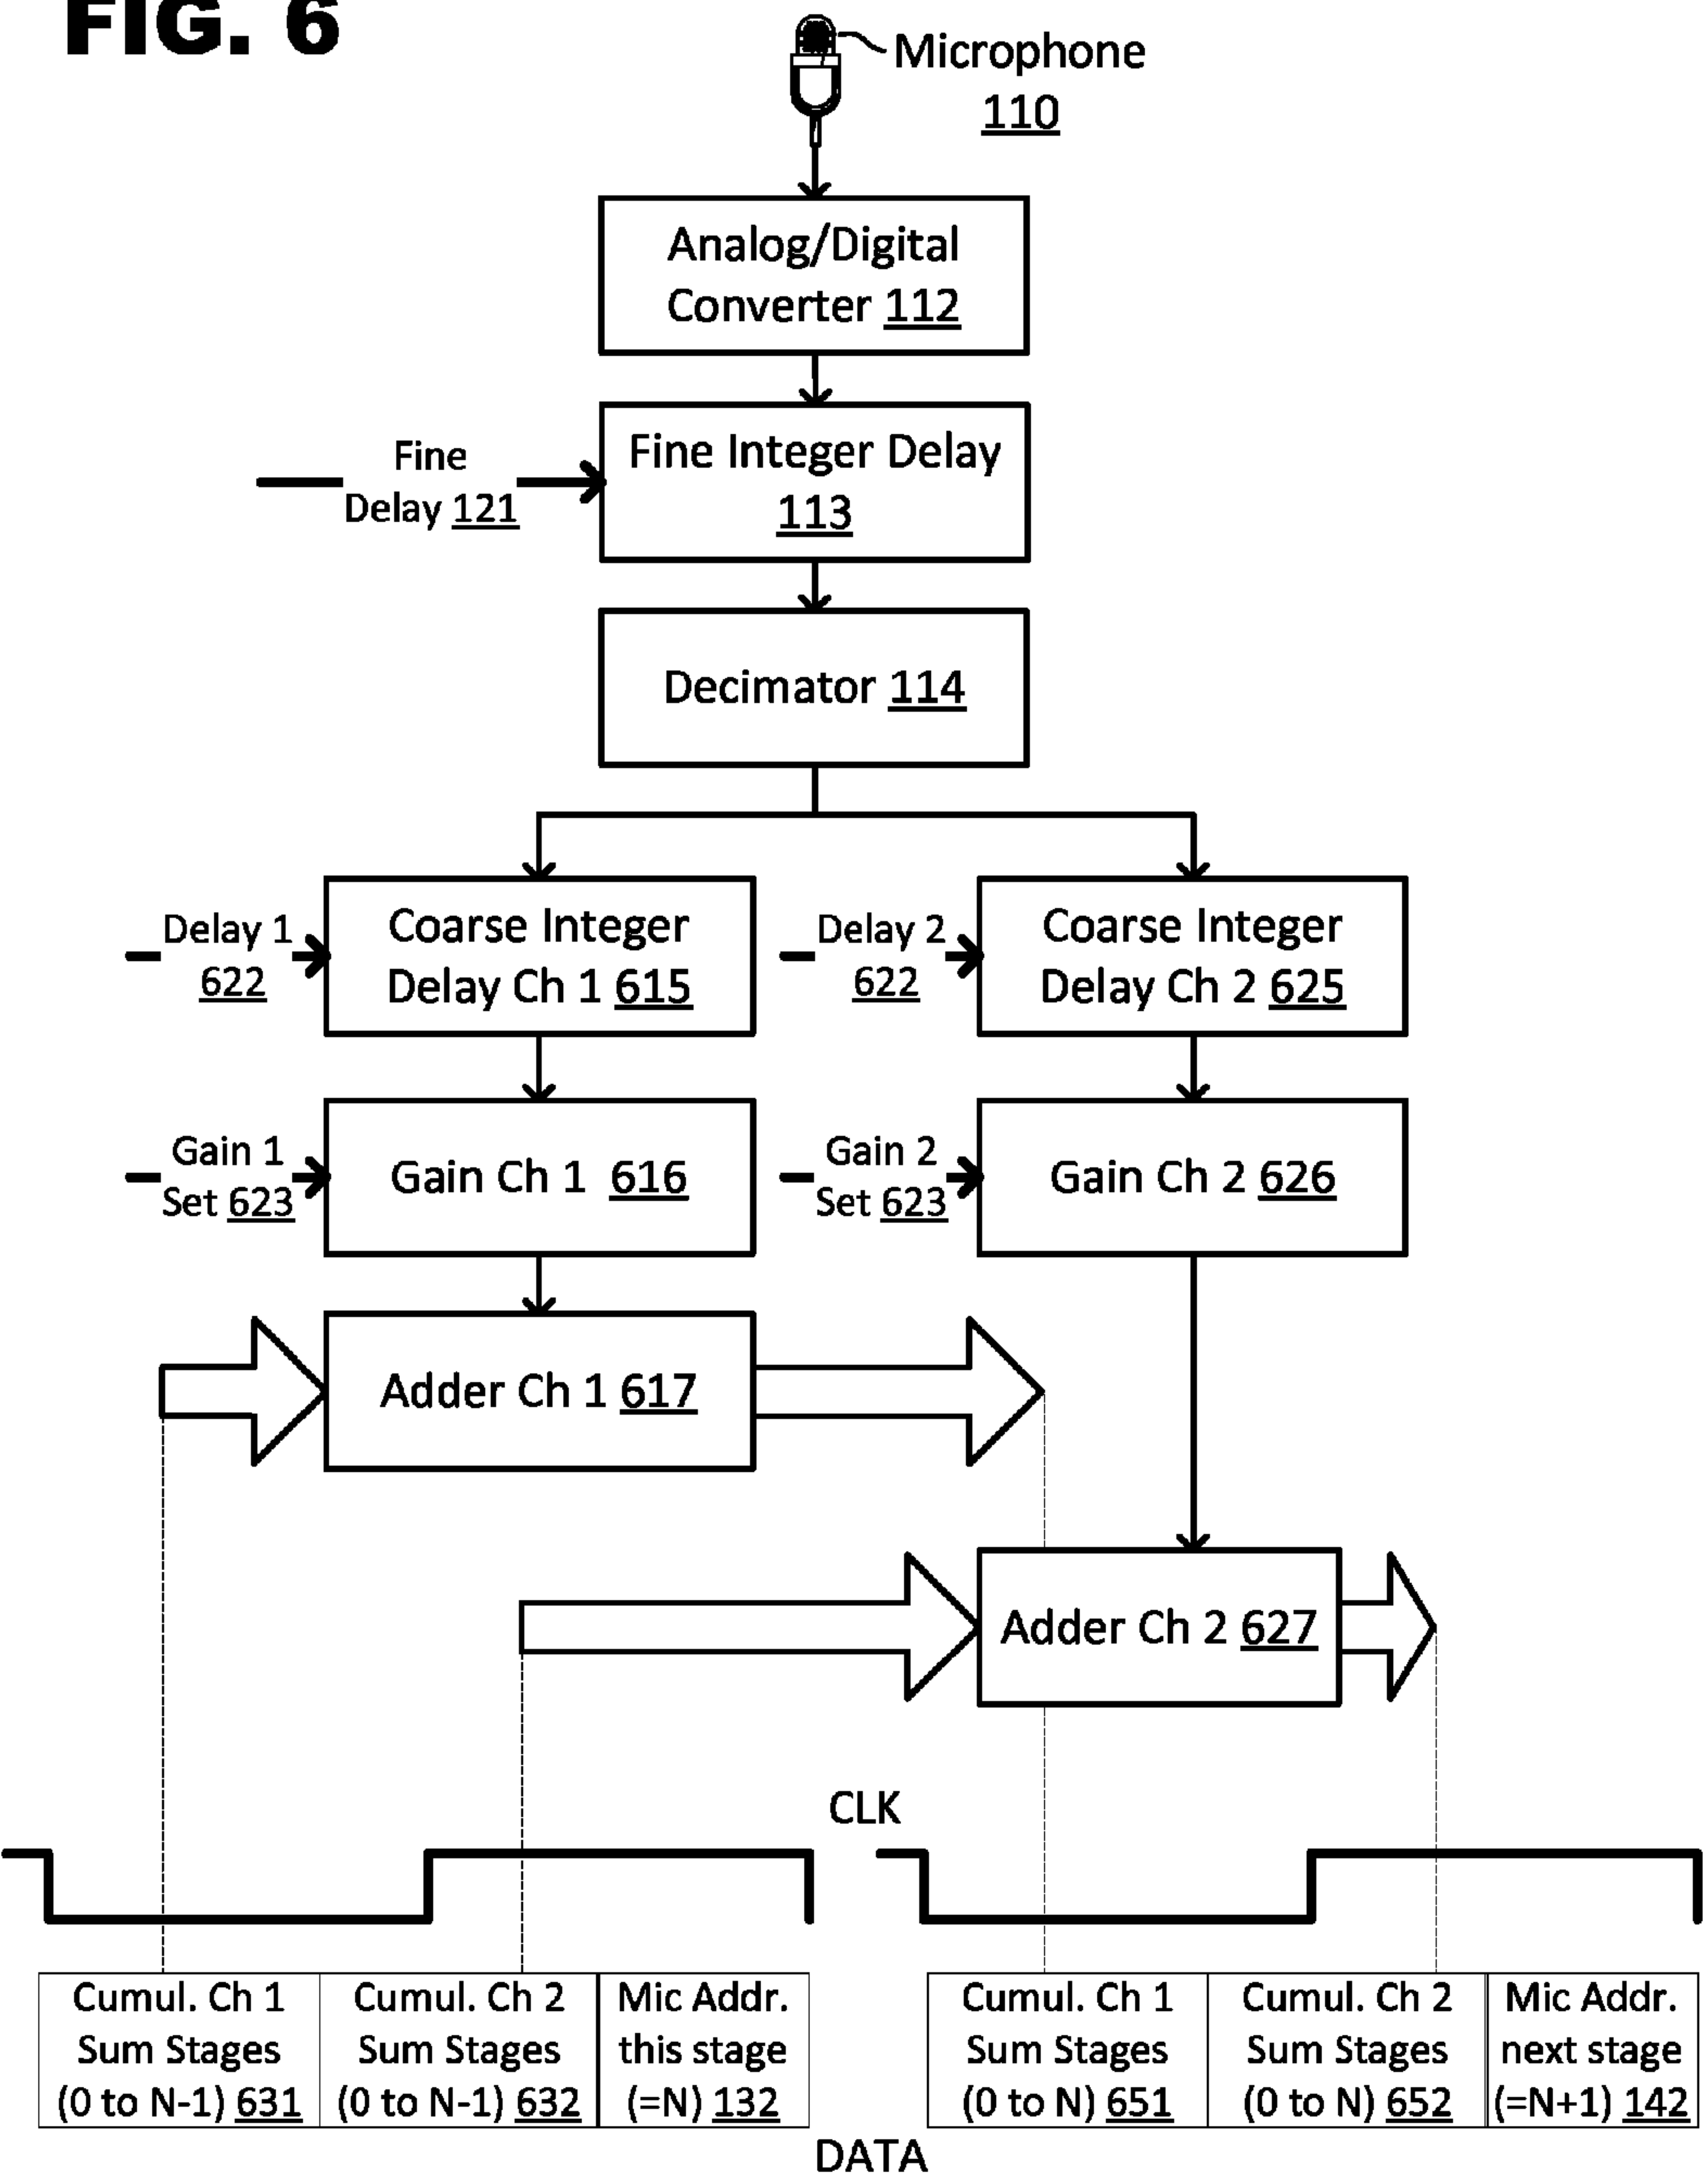 FIG. 6
Microphone
110
Analog/Digital
Converter 112
Fine
Delay 121
Fine Integer Delay
113
Decimator 114
Delay 1
622
Coarse Integer
Delay Ch 1 615
Delay 2
622
Coarse Integer
Delay Ch 2 625
Gain 1
Set 623
Gain Ch 1 616
Gain 2
Set 623
Gain Ch 2 626
Adder Ch 1 617
Adder Ch 2 627
CLK
Cumul. Ch 1
Sum Stages
(0 to N-1) 631
Cumul. Ch 2
Sum Stages
(0 to N-1) 632
Mic Addr.
this stage
(=N) 132
Cumul. Ch 1
Sum Stages
(0 to N) 651
Cumul. Ch 2
Sum Stages
(0 to N) 652
Mic Addr.
next stage
(=N+1) 142
DATA